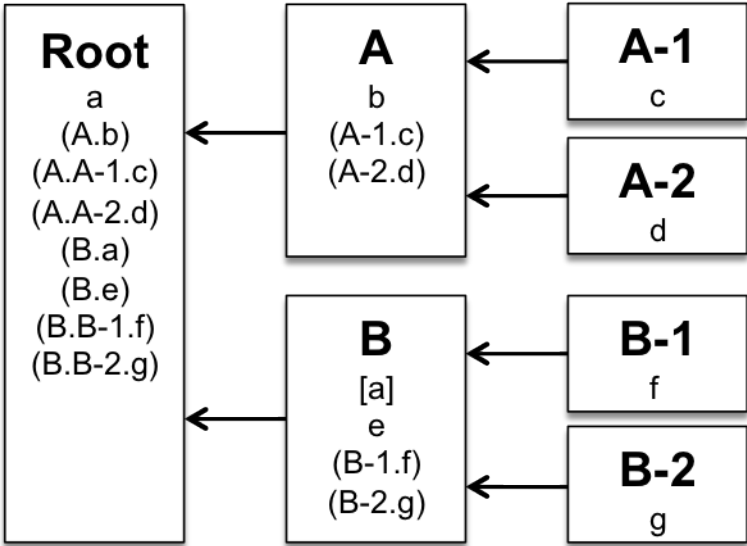 Root
a
(A.b)
(A.A-1.c)
(A.A-2.d)
(B.a)
(B.e)
(B.B-1.f)
(B.B-2.g)
A
b
(A-1.c)
(A-2.d)
A-1
c
A-2
d
B
[a]
e
(B-1.f)
(B-2.g)
B-1
f
B-2
g